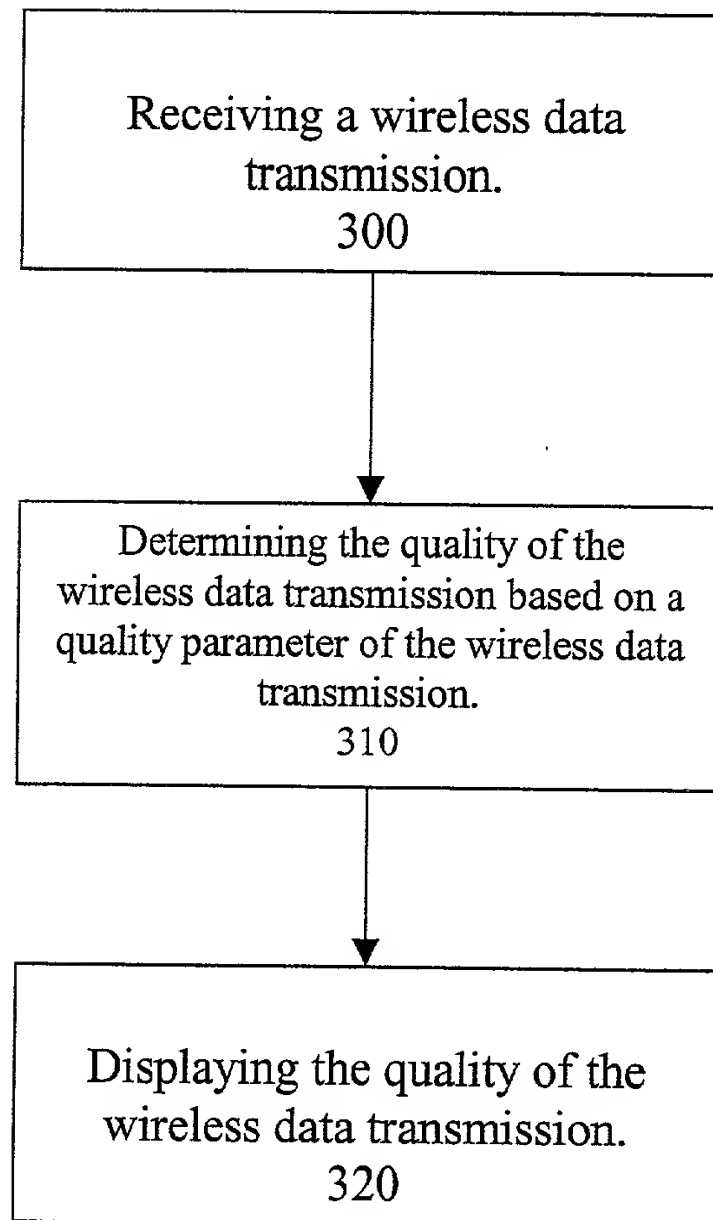 Receiving a wireless data
transmission.
300
Determining the quality of the
wireless data transmission based on a
quality parameter of the wireless data
transmission.
310
Displaying the quality of the
wireless data transmission.
320